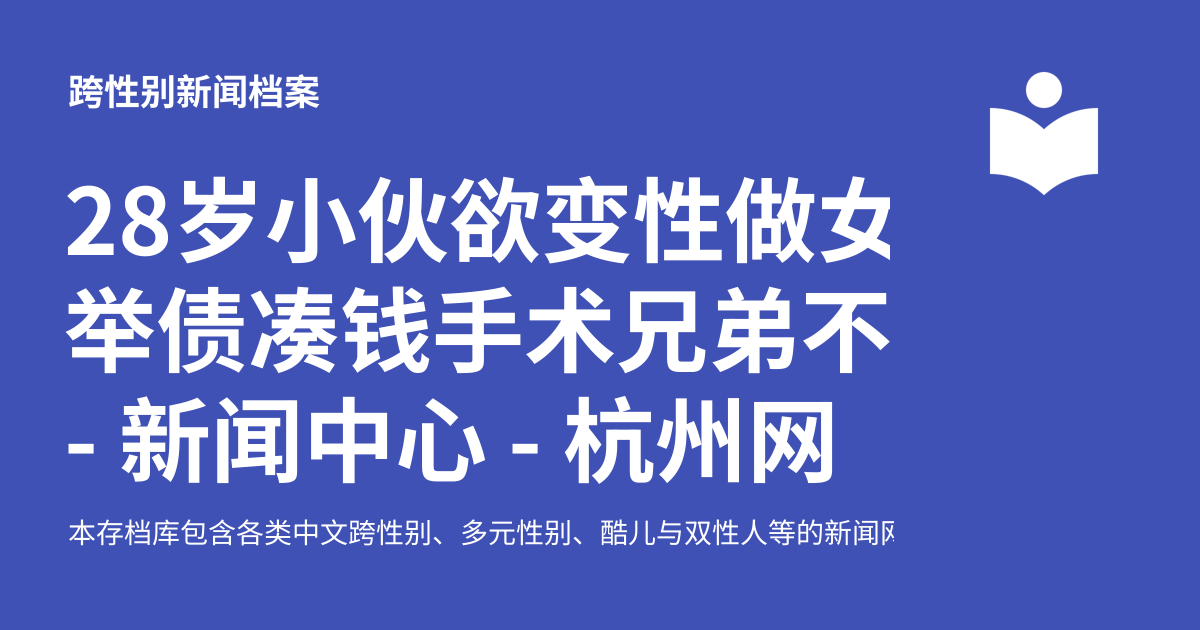 跨性别新闻档案
28岁小伙欲变性做女
举债凑钱手术兄弟不
- 新闻中心 - 杭州网
本存档库包含各类中文跨性别、多元性别、酷儿与双性人等的新闻网